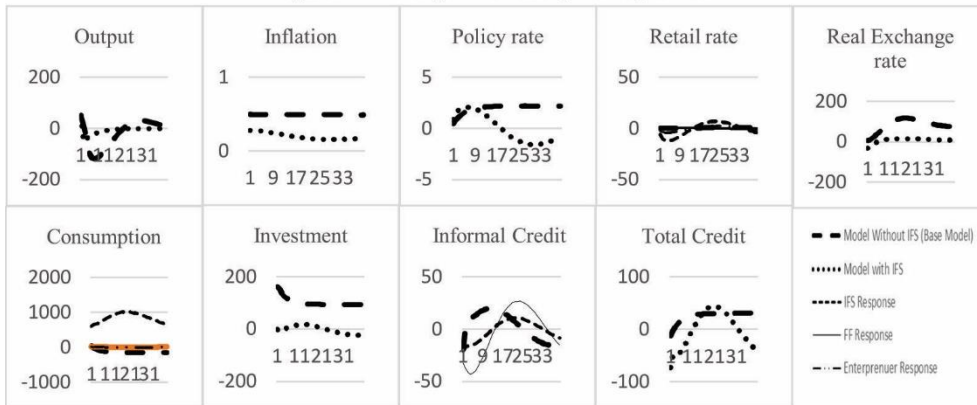 Output
200
0
-200
1 11 21 31
Inflation
1
0
1 9 17 25 33
Policy rate
5
0
-5
1 9 17 25 33
Retail rate
50
0
-50
1 9 17 25 33
Real Exchange
rate
200
100
0
-100
-200
1 11 21 31
Consumption
2000
1000
0
-1000
1 11 21 31
Investment
200
0
-200
1 11 21 31
Informal Credit
50
0
-50
1 9 17 25 33
Total Credit
100
0
-100
1 11 21 31
Model Without IFS (Base Model)
Model with IFS
IFS Response
FF Response
Enterprenuer Response